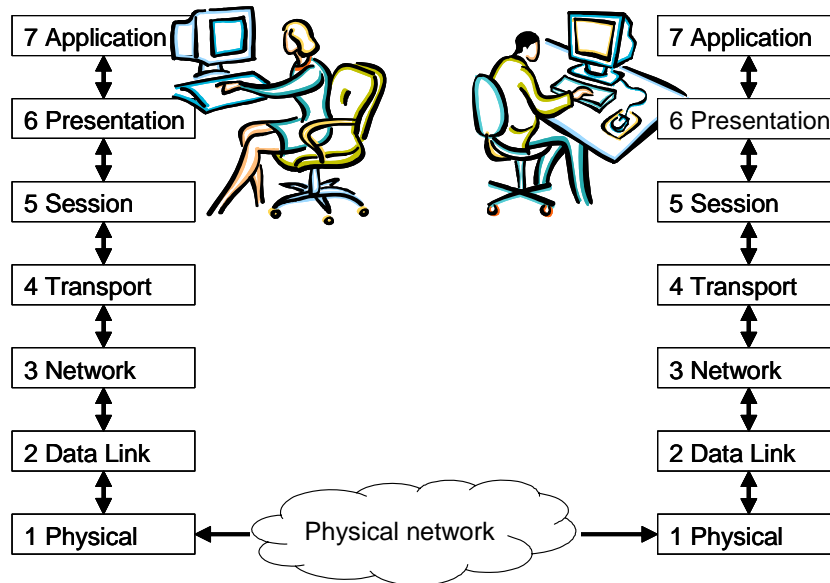 7 Application
6 Presentation
5 Session
4 Transport
3 Network
2 Data Link
1 Physical
Physical network
7 Application
6 Presentation
5 Session
4 Transport
3 Network
2 Data Link
1 Physical